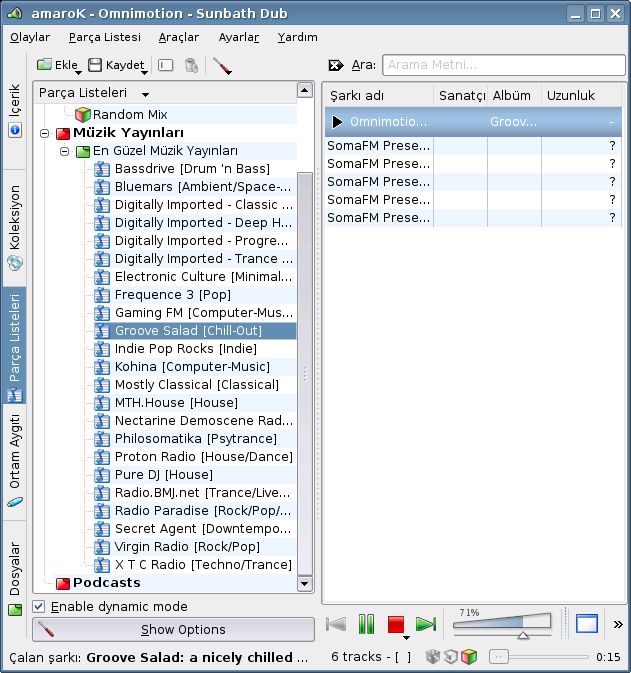 amaroK - Omnimotion - Sunbath Dub
Olaylar Parça Listesi Araçlar Ayarlar Yardım
Ekle Kaydet
Ara: Arama Metni...
İçerik
Koleksiyon
Parça Listeleri
Ortam Aygıtı
Dosyalar
Parça Listeleri
Random Mix
Müzik Yayınları
En Güzel Müzik Yayınları
Bassdrive [Drum 'n Bass]
Bluemars [Ambient/Space-...
Digitally Imported - Classic ...
Digitally Imported - Deep H...
Digitally Imported - Progre...
Digitally Imported - Trance ...
Electronic Culture [Minimal...
Frequence 3 [Pop]
Gaming FM [Computer-Mus...
Groove Salad [Chill-Out]
Indie Pop Rocks [Indie]
Kohina [Computer-Music]
Mostly Classical [Classical]
MTH.House [House]
Nectarine Demoscene Rad...
Philosomatika [Psytrance]
Proton Radio [House/Dance]
Pure DJ [House]
Radio.BMJ.net [Trance/Live...
Radio Paradise [Rock/Pop/...
Secret Agent [Downtempo...
Virgin Radio [Rock/Pop]
X T C Radio [Techno/Trance]
Podcasts
Enable dynamic mode
Show Options
Şarkı adı Sanatçı Albüm Uzunluk
Omnimotio... Groov... -
SomaFM Prese... ?
SomaFM Prese... ?
SomaFM Prese... ?
SomaFM Prese... ?
SomaFM Prese... ?
71% »
Çalan şarkı: Groove Salad: a nicely chilled ...
6 tracks - [ ]
0:15